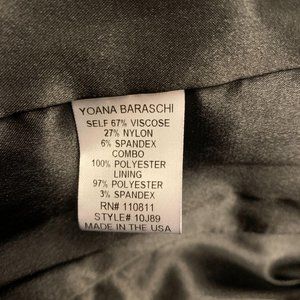 YOANA BARASCHI
SELF 67% VISCOSE
27% NYLON
6% SPANDEX
COMBO
100% POLYESTER
LINING
97% POLYESTER
3% SPANDEX
RN# 110811
STYLE# 10J89
MADE IN THE USA